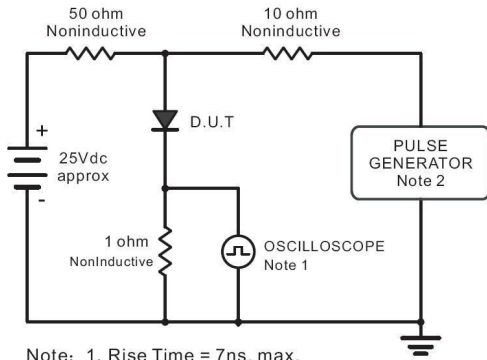 50 ohm
Noninductive
10 ohm
Noninductive
D.U.T
+
25Vdc
approx
-
PULSE
GENERATOR
Note 2
1 ohm
NonInductive
OSCILLOSCOPE
Note 1
Note: 1. Rise Time = 7ns, max.